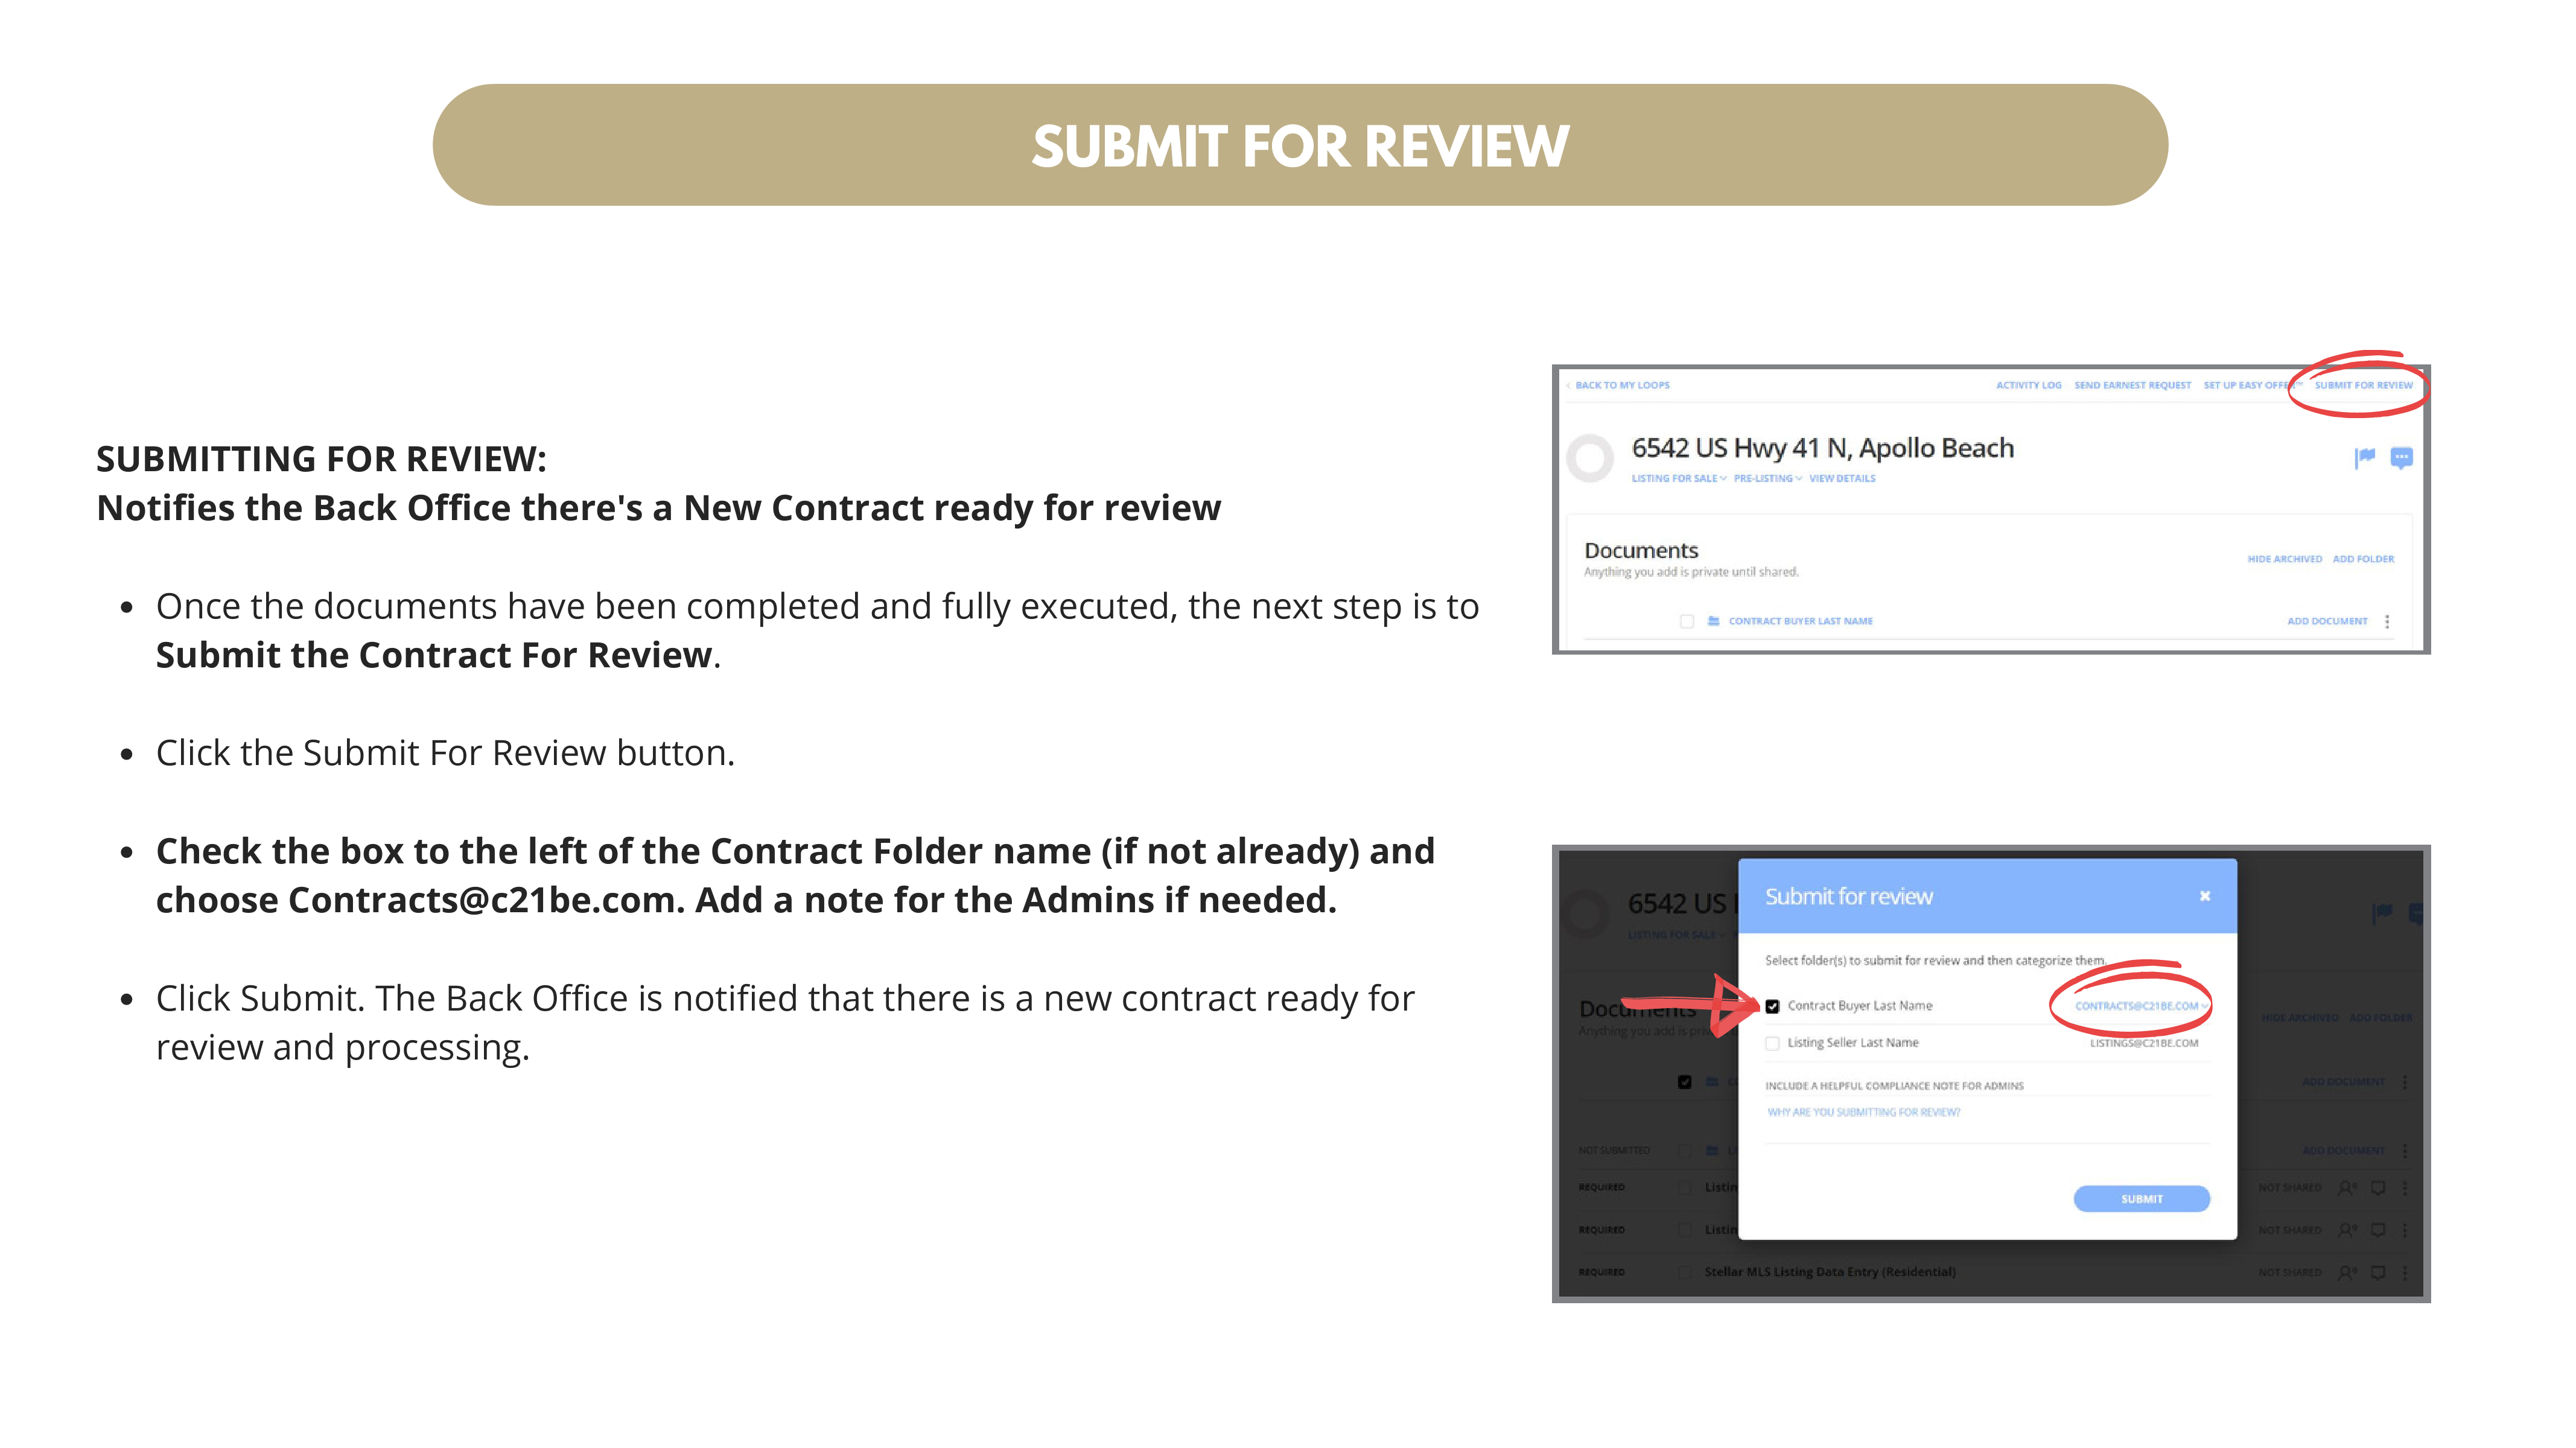 SUBMIT FOR REVIEW
SUBMITTING FOR REVIEW:
Notifies the Back Office there's a New Contract ready for review
• Once the documents have been completed and fully executed, the next step is to
Submit the Contract For Review.
• Click the Submit For Review button.
• Check the box to the left of the Contract Folder name (if not already) and
choose Contracts@c21be.com. Add a note for the Admins if needed.
• Click Submit. The Back Office is notified that there is a new contract ready for
review and processing.
BACK TO MY LOOPS ACTIVITY LOG SEND EARNEST REQUEST SET UP EASY OFFER™ SUBMIT FOR REVIEW
6542 US Hwy 41 N, Apollo Beach
LISTING FOR SALE PRE-LISTING VIEW DETAILS
Documents
HIDE ARCHIVED ADD FOLDER
Anything you add is private until shared.
CONTRACT BUYER LAST NAME ADD DOCUMENT
6542 US
LISTING FOR SALE
Submit for review
Select folder(s) to submit for review and then categorize them.
Documents
Anything you add is
HIDE ARCHIVED ADD FOLDER
Contract Buyer Last Name CONTRACTS@C21BE.COM
Listing Seller Last Name LISTINGS@C21BE.COM
ADD DOCUMENT
INCLUDE A HELPFUL COMPLIANCE NOTE FOR ADMINS
WHY ARE YOU SUBMITTING FOR REVIEW?
NOT SUBMITTED ADD DOCUMENT
REQUIRED Listin NOT SHARED
SUBMIT
REQUIRED Listin NOT SHARED
REQUIRED Stellar MLS Listing Data Entry (Residential) NOT SHARED